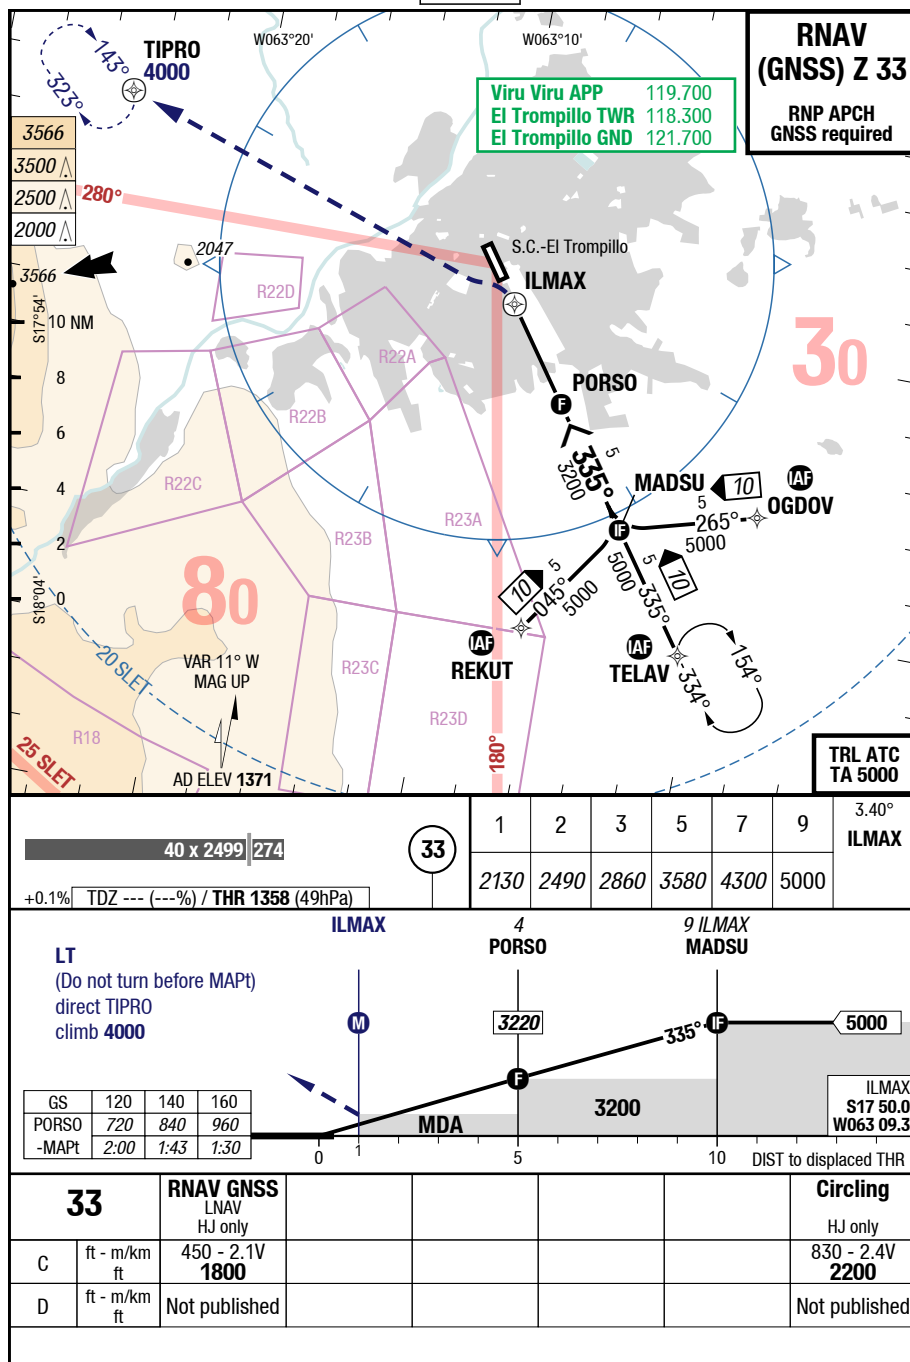 RNAV
(GNSS) Z 33
RNP APCH
GNSS required
W063°20'
W063°10'
TIPRO
4000
143°
323°
Viru Viru APP 119.700
El Trompillo TWR 118.300
El Trompillo GND 121.700
3566
3500
2500
2000
280°
2047
3566
S.C.-El Trompillo
ILMAX
R22D
S17°54'
10 NM
8
6
4
2
0
S18°04'
R22A
R22B
R22C
R23A
R23B
R23C
R23D
R18
30
80
PORSO
F
5
335°
3200
MADSU
IF
10
5
265°
5000
IAF
OGDOV
10
5
045°
5000
IAF
REKUT
5
10
335°
5000
IAF
TELAV
334°
154°
180°
20 SLET
25 SLET
VAR 11° W
MAG UP
AD ELEV 1371
TRL ATC
TA 5000
40 x 2499 274
33
+0.1% TDZ --- (---%) / THR 1358 (49hPa)
1 2 3 5 7 9 3.40°
ILMAX
2130 2490 2860 3580 4300 5000
ILMAX
4
PORSO
9 ILMAX
MADSU
LT
(Do not turn before MAPt)
direct TIPRO
climb 4000
M
3220
F
335°
IF
5000
MDA
3200
ILMAX
S17 50.0
W063 09.3
GS 120 140 160
PORSO 720 840 960
-MAPt 2:00 1:43 1:30
0 1 5 10 DIST to displaced THR
33
RNAV GNSS
LNAV
HJ only
Circling
HJ only
C ft - m/km
ft
450 - 2.1V
1800
830 - 2.4V
2200
D ft - m/km
ft
Not published
Not published